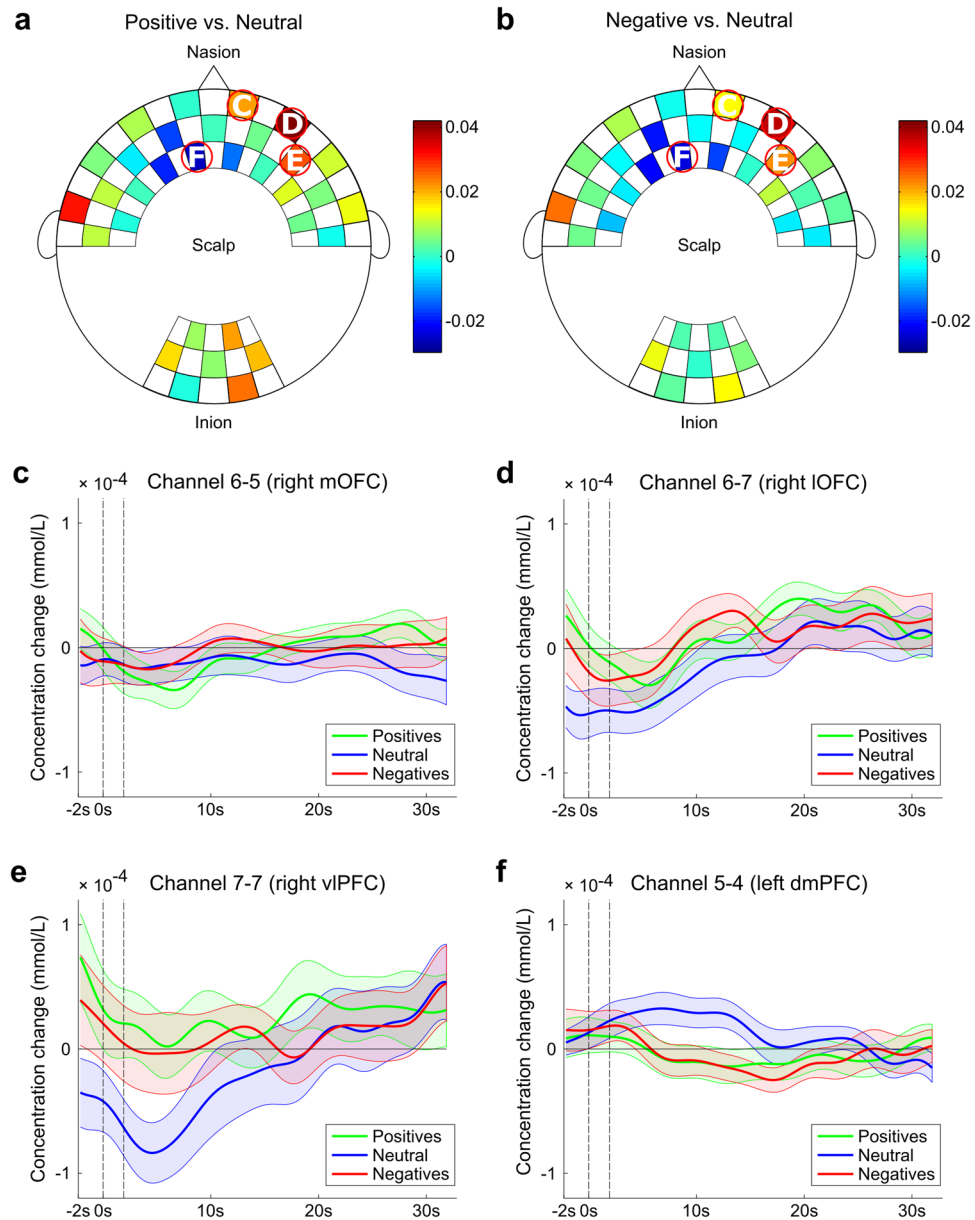 a
Positive vs. Neutral
Nasion
C
D
E
F
Scalp
Inion
0.04
0.02
0
-0.02
b
Negative vs. Neutral
Nasion
C
D
E
F
Scalp
Inion
0.04
0.02
0
-0.02
c
× 10⁻⁴
Channel 6-5 (right mOFC)
Concentration change (mmol/L)
1
0
-1
Positives
Neutral
Negatives
-2s 0s 10s 20s 30s
d
× 10⁻⁴
Channel 6-7 (right lOFC)
Concentration change (mmol/L)
1
0
-1
Positives
Neutral
Negatives
-2s 0s 10s 20s 30s
e
× 10⁻⁴
Channel 7-7 (right vlPFC)
Concentration change (mmol/L)
1
0
-1
Positives
Neutral
Negatives
-2s 0s 10s 20s 30s
f
× 10⁻⁴
Channel 5-4 (left dmPFC)
Concentration change (mmol/L)
1
0
-1
Positives
Neutral
Negatives
-2s 0s 10s 20s 30s